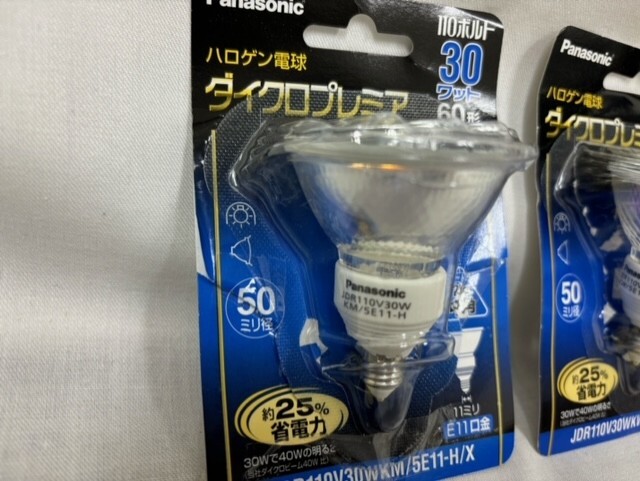 Panasonic
110ボルト
30
ワット
60形
ハロゲン電球
ダイクロプレミア
50
ミリ径
Panasonic
JDR110V30W
KM/5E11-H
約25%
省電力
30Wで40Wの明るさ
11ミリ
E11口金
JDR110V30WKM/5E11-H/X
Panasonic
ハロゲン電球
ダイクロプレミ
50
ミリ径
約25%
省電力
30Wで40Wの明るさ
JDR110V30WK